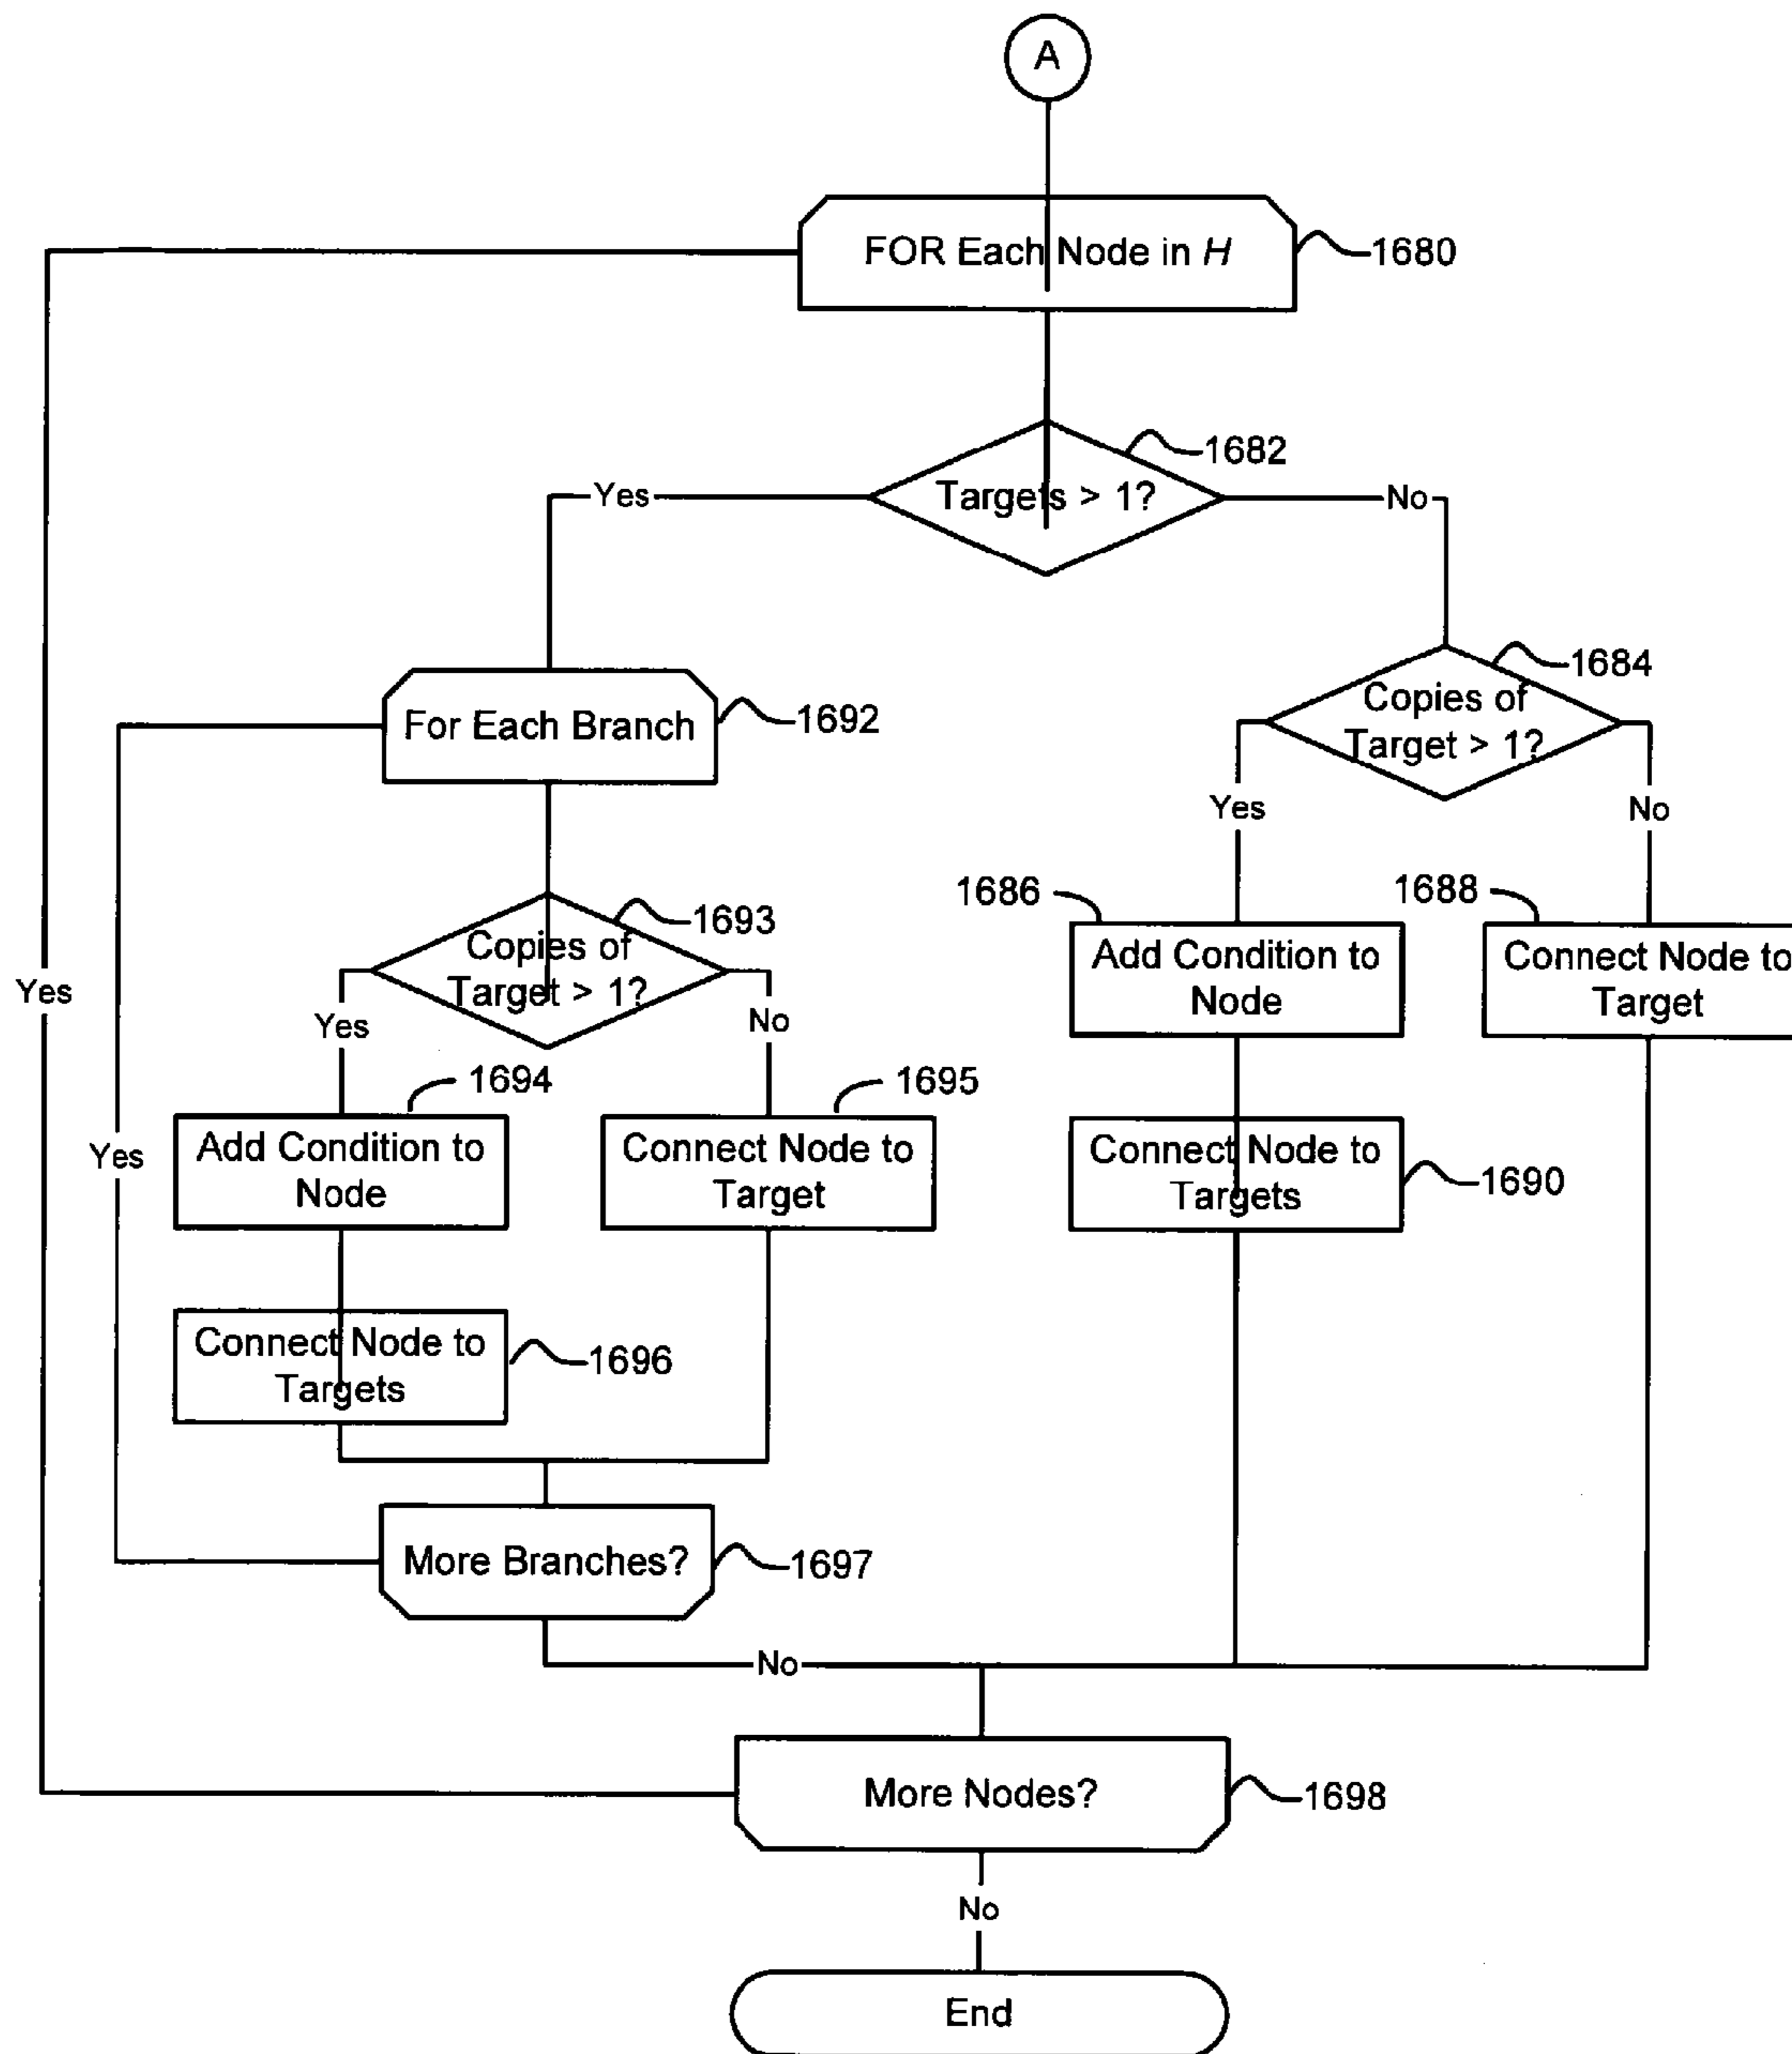 A
FOR Each Node in H
1680
1682
Targets > 1?
Yes
No
1684
Copies of
Target > 1?
For Each Branch
1692
Yes
No
1686
1688
1693
Copies of
Target > 1?
Add Condition to
Node
Connect Node to
Target
Yes
Yes
No
1694
1695
Yes
Add Condition to
Node
Connect Node to
Target
Connect Node to
Targets
1690
Connect Node to
Targets
1696
More Branches?
1697
No
More Nodes?
1698
No
End